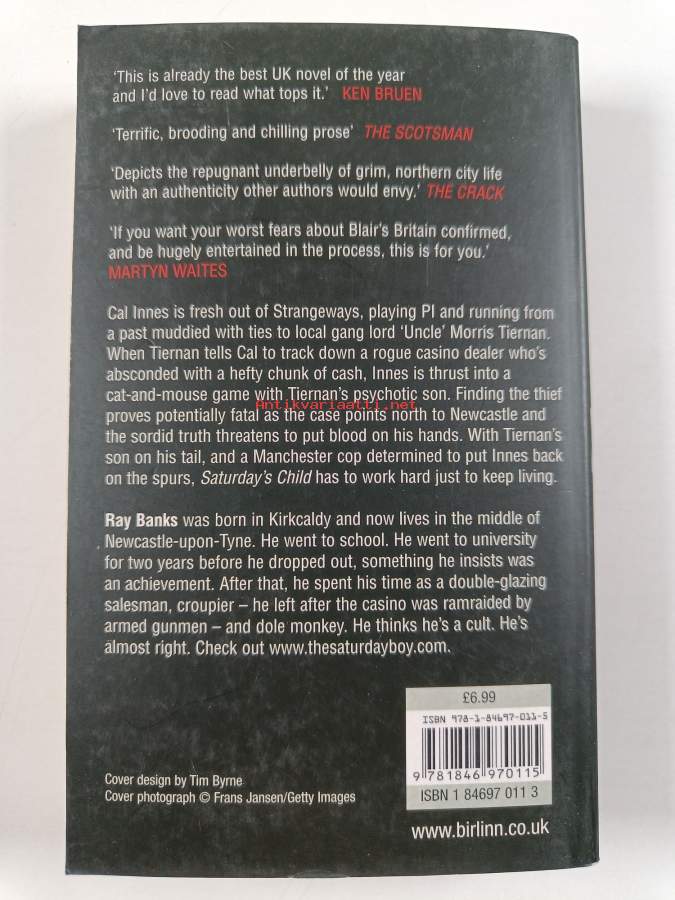 ‘This is already the best UK novel of the year
and I’d love to read what tops it.’ KEN BRUEN
‘Terrific, brooding and chilling prose’ THE SCOTSMAN
‘Depicts the repugnant underbelly of grim, northern city life
with an authenticity other authors would envy.’ THE CRACK
‘If you want your worst fears about Blair’s Britain confirmed,
and be hugely entertained in the process, this is for you.’
MARTYN WAITES
Cal Innes is fresh out of Strangeways, playing PI and running from
a past muddied with ties to local gang lord ‘Uncle’ Morris Tiernan.
When Tiernan tells Cal to track down a rogue casino dealer who’s
absconded with a hefty chunk of cash, Innes is thrust into a
cat-and-mouse game with Tiernan’s psychotic son. Finding the thief
Antikvariaatti.net
proves potentially fatal as the case points north to Newcastle and
the sordid truth threatens to put blood on his hands. With Tiernan’s
son on his tail, and a Manchester cop determined to put Innes back
on the spurs, Saturday’s Child has to work hard just to keep living.
Ray Banks was born in Kirkcaldy and now lives in the middle of
Newcastle-upon-Tyne. He went to school. He went to university
for two years before he dropped out, something he insists was
an achievement. After that, he spent his time as a double-glazing
salesman, croupier – he left after the casino was ramraided by
armed gunmen – and dole monkey. He thinks he’s a cult. He’s
almost right. Check out www.thesaturdayboy.com.
£6.99
ISBN 978-1-84697-011-5
9 781846 970115
ISBN 1 84697 011 3
Cover design by Tim Byrne
Cover photograph © Frans Jansen/Getty Images
www.birlinn.co.uk